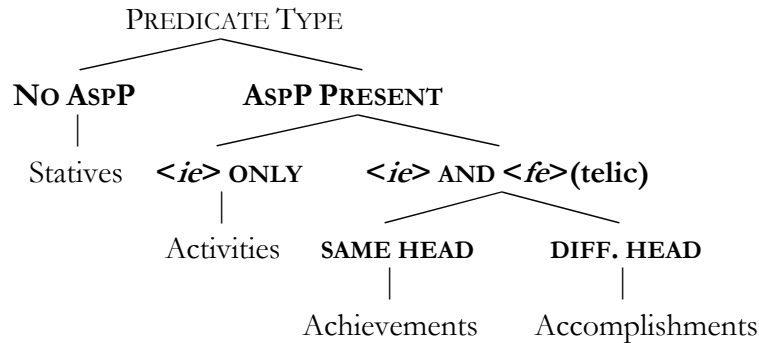 PREDICATE TYPE
NO ASPP ASPP PRESENT
Statives <ie> ONLY <ie> AND <fe>(telic)
Activities SAME HEAD DIFF. HEAD
Achievements Accomplishments